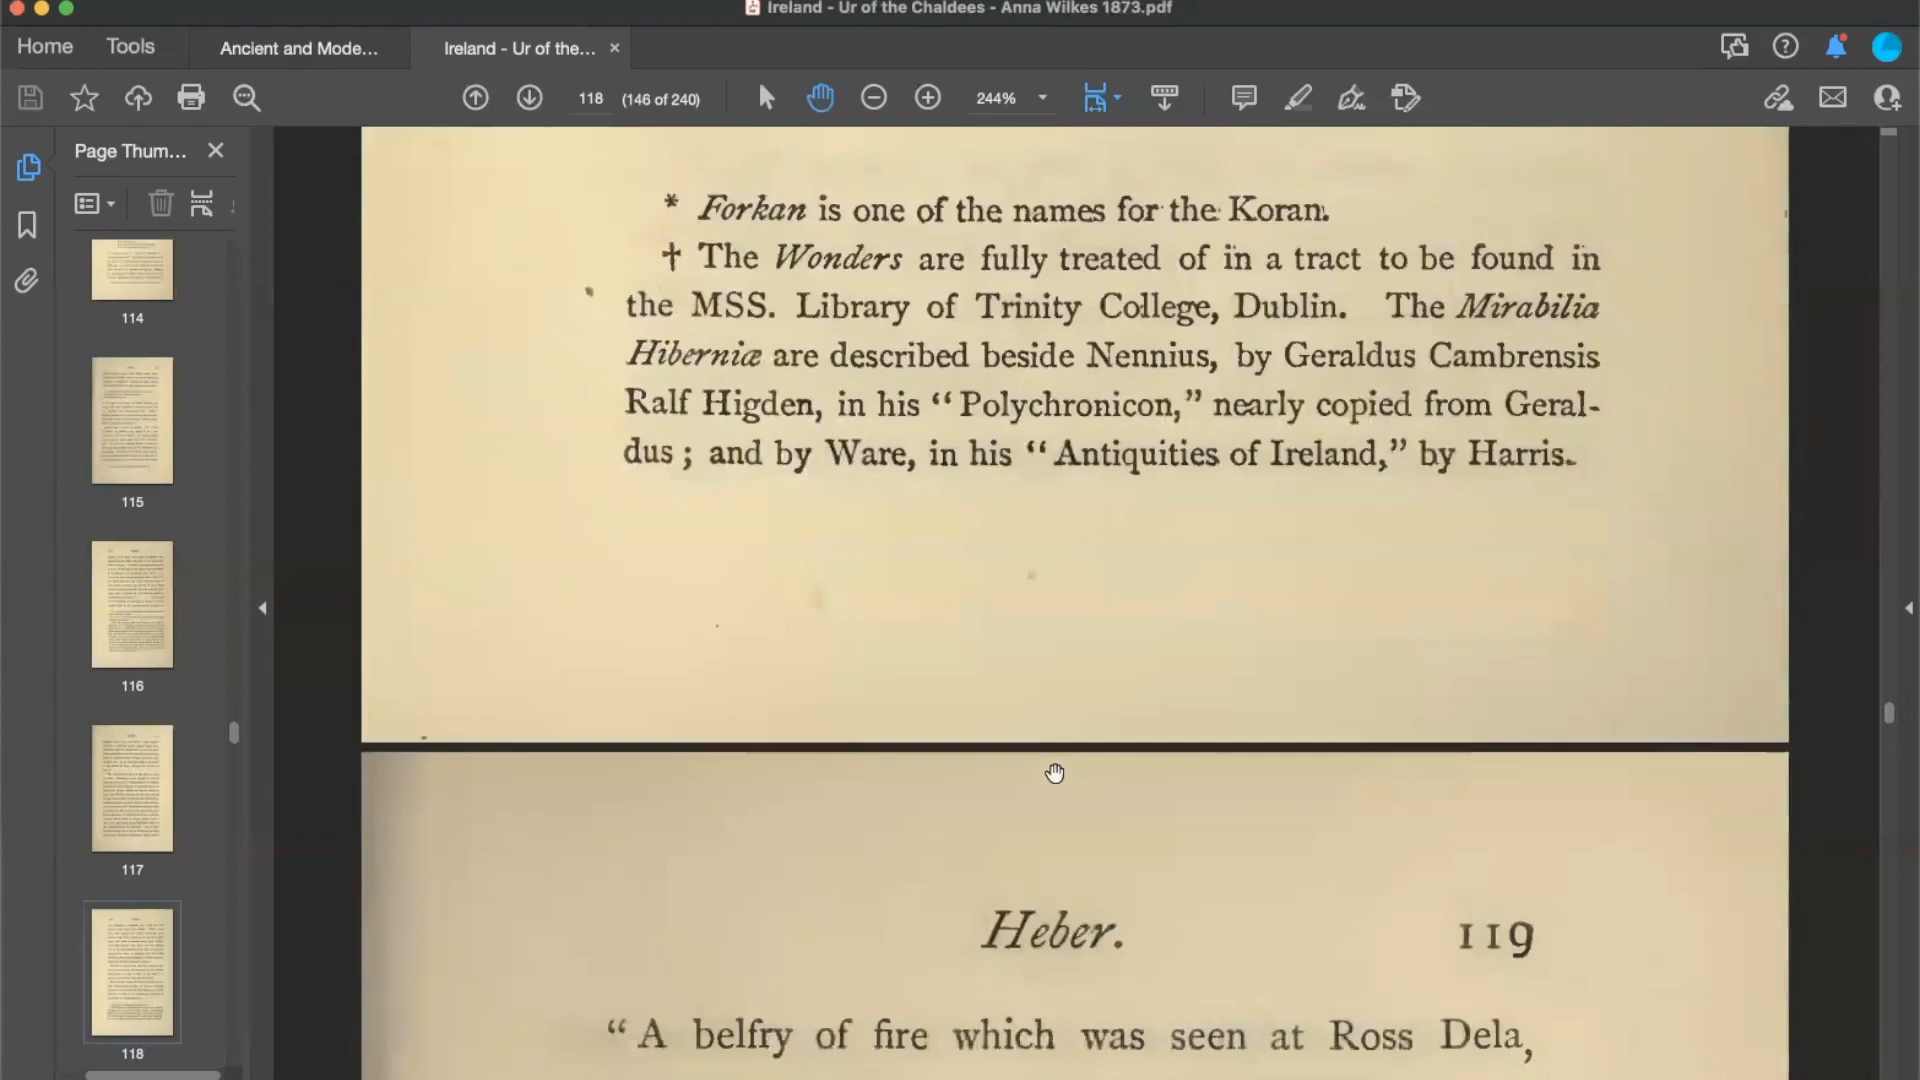 Ireland - Ur of the Chaldees - Anna Wilkes 1873.pdf
Home Tools Ancient and Mode... Ireland - Ur of the... ×
118 (146 of 240) 244%
Page Thum...
114
115
116
117
118
* Forkan is one of the names for the Koran.
† The Wonders are fully treated of in a tract to be found in
the MSS. Library of Trinity College, Dublin. The Mirabilia
Hiberniæ are described beside Nennius, by Geraldus Cambrensis
Ralf Higden, in his “Polychronicon,” nearly copied from Geral-
dus ; and by Ware, in his “Antiquities of Ireland,” by Harris.
Heber. 119
“A belfry of fire which was seen at Ross Dela,